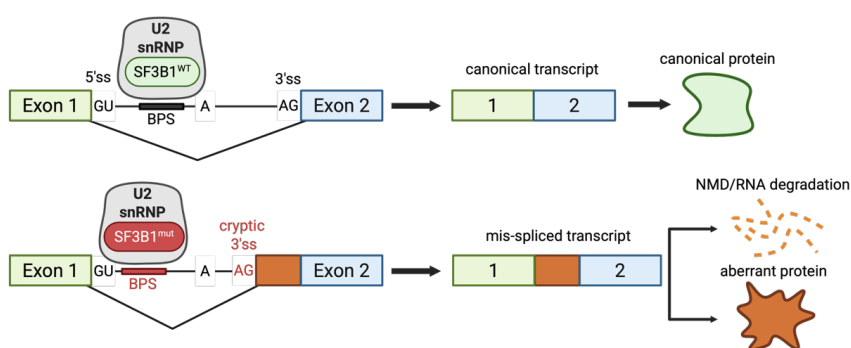 U2
snRNP
SF3B1WT
5'ss
3'ss
Exon 1
GU
BPS
A
AG
Exon 2
canonical transcript
1
2
canonical protein
U2
snRNP
SF3B1mut
cryptic
3'ss
Exon 1
GU
BPS
A
AG
Exon 2
mis-spliced transcript
1
2
NMD/RNA degradation
aberrant protein